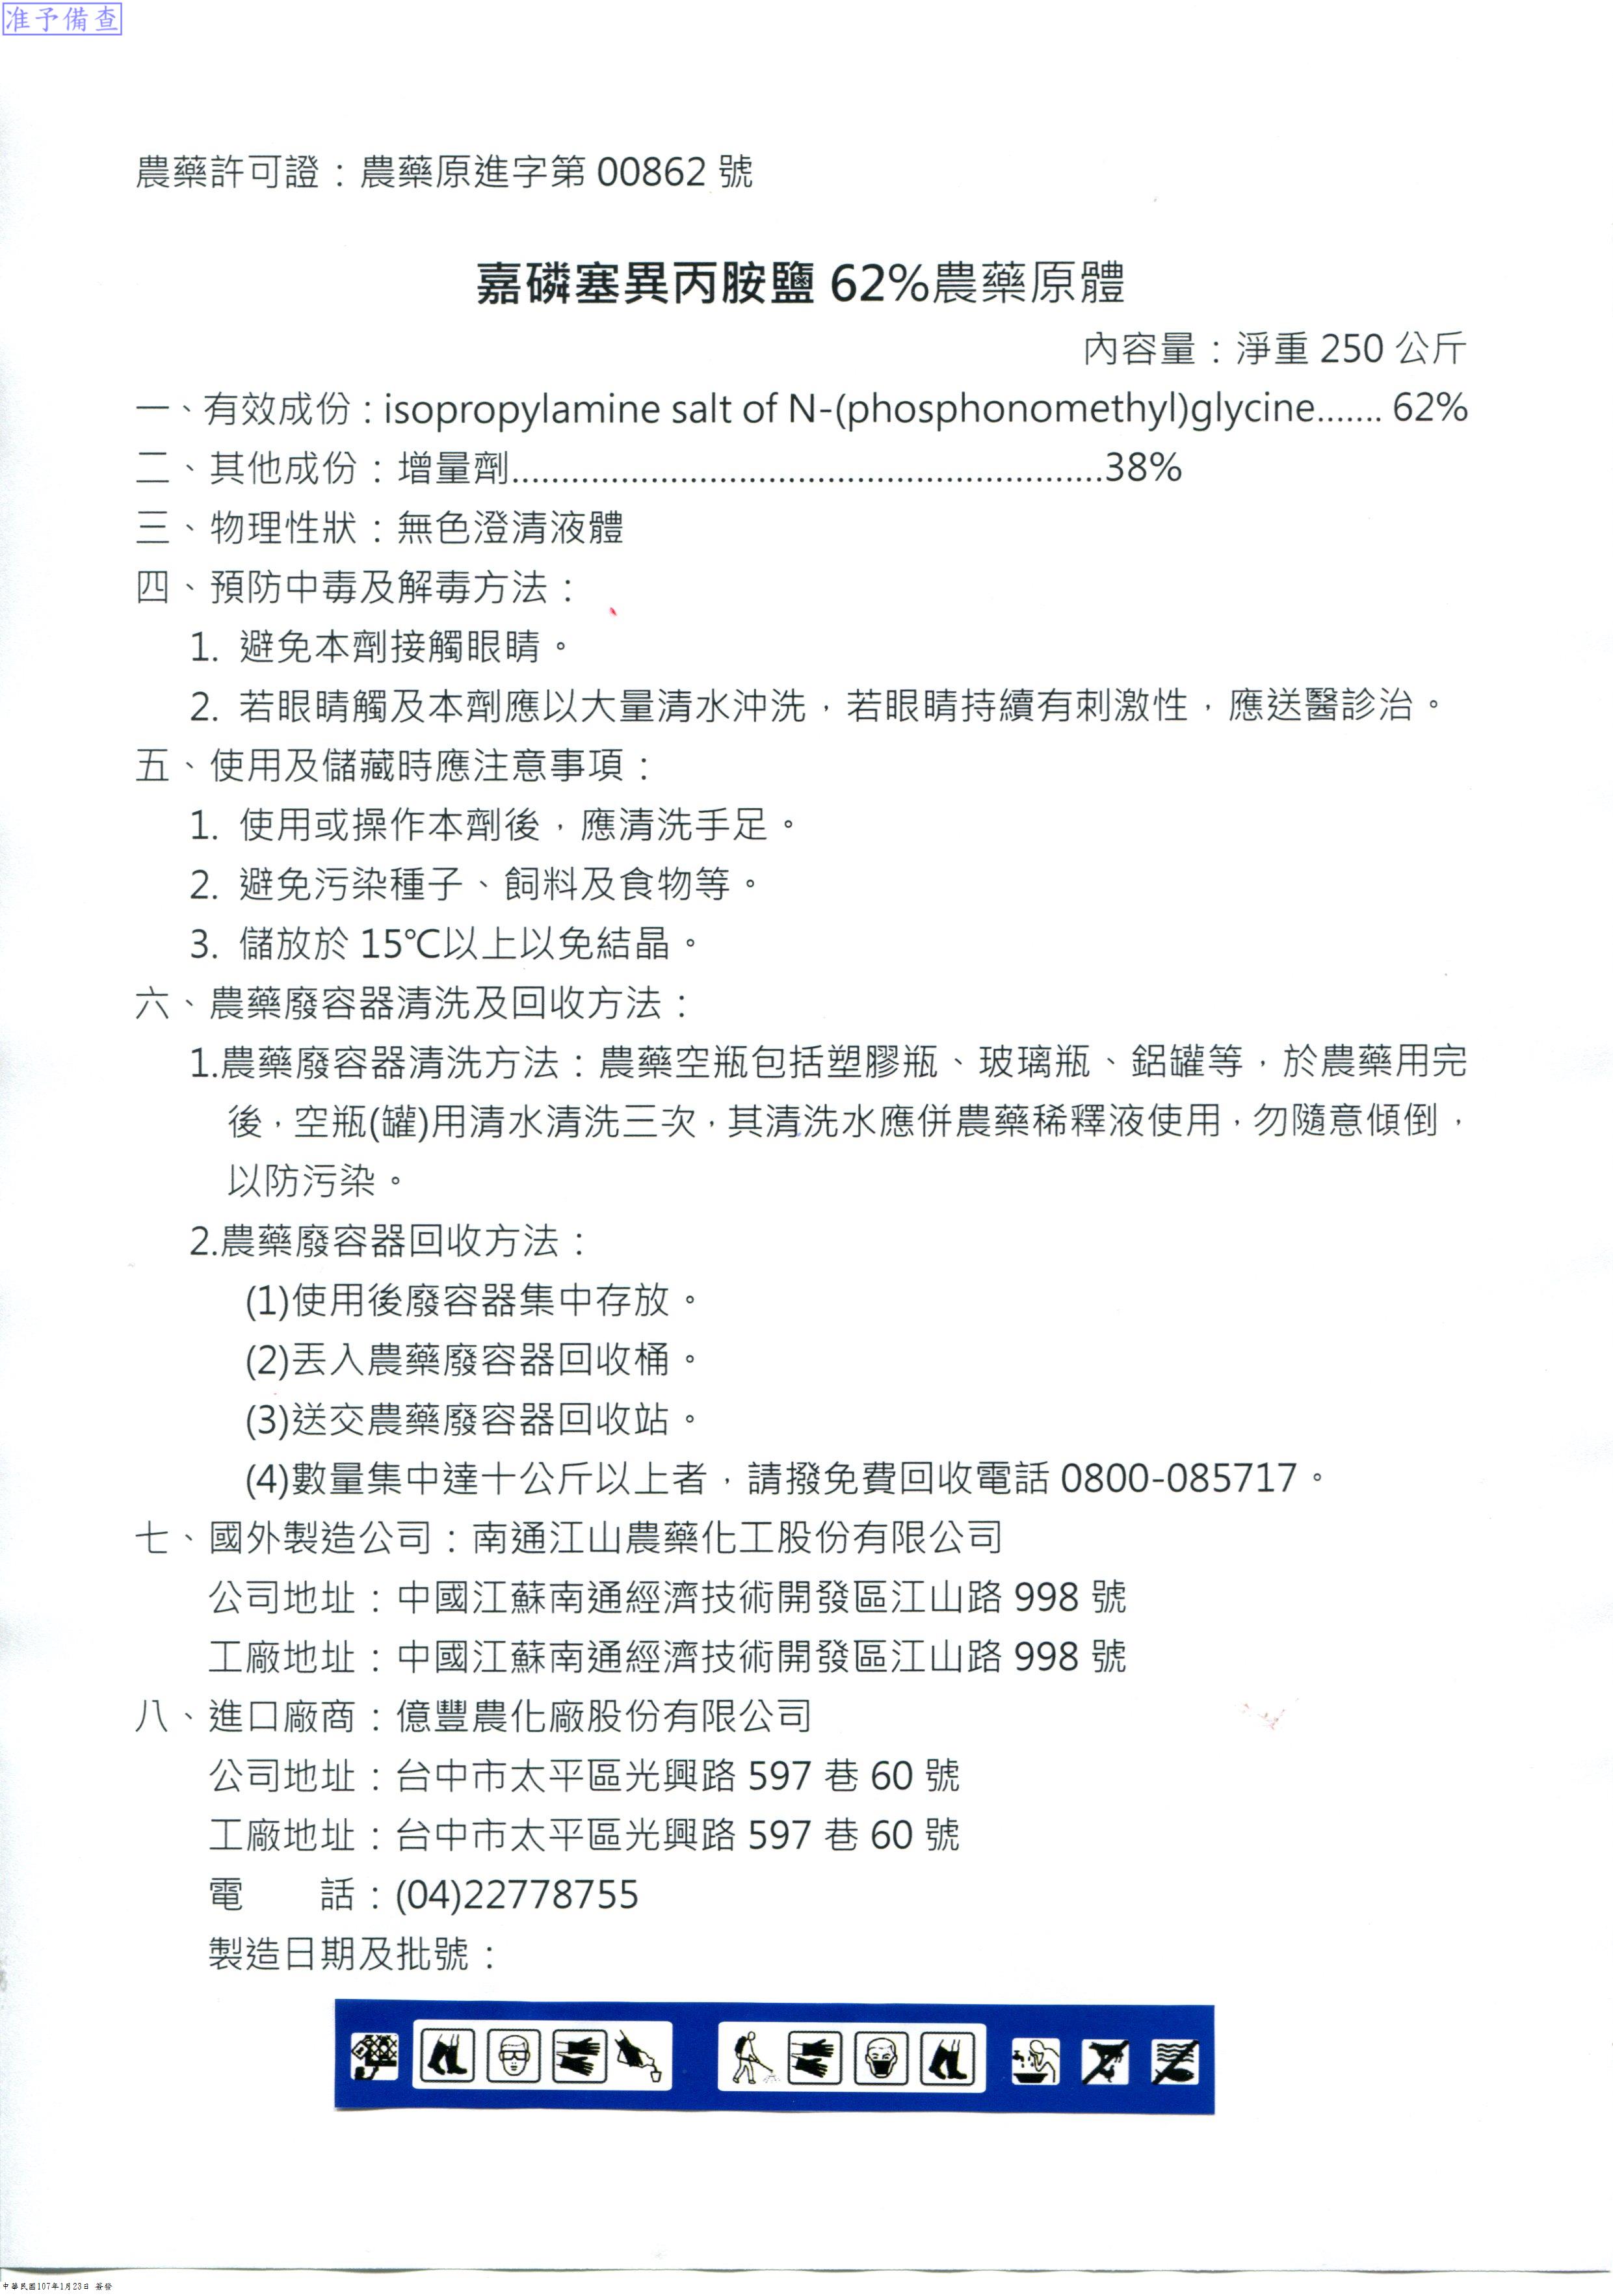 准予備查
農藥許可證：農藥原進字第 00862 號
嘉磷塞異丙胺鹽 62%農藥原體
內容量：淨重 250 公斤
一、有效成份：isopropylamine salt of N-(phosphonomethyl)glycine....... 62%
二、其他成份：增量劑............................................................38%
三、物理性狀：無色澄清液體
四、預防中毒及解毒方法：
1. 避免本劑接觸眼睛。
2. 若眼睛觸及本劑應以大量清水沖洗，若眼睛持續有刺激性，應送醫診治。
五、使用及儲藏時應注意事項：
1. 使用或操作本劑後，應清洗手足。
2. 避免污染種子、飼料及食物等。
3. 儲放於 15℃以上以免結晶。
六、農藥廢容器清洗及回收方法：
1.農藥廢容器清洗方法：農藥空瓶包括塑膠瓶、玻璃瓶、鋁罐等，於農藥用完
後，空瓶(罐)用清水清洗三次，其清洗水應併農藥稀釋液使用，勿隨意傾倒，
以防污染。
2.農藥廢容器回收方法：
(1)使用後廢容器集中存放。
(2)丟入農藥廢容器回收桶。
(3)送交農藥廢容器回收站。
(4)數量集中達十公斤以上者，請撥免費回收電話 0800-085717。
七、國外製造公司：南通江山農藥化工股份有限公司
公司地址：中國江蘇南通經濟技術開發區江山路 998 號
工廠地址：中國江蘇南通經濟技術開發區江山路 998 號
八、進口廠商：億豐農化廠股份有限公司
公司地址：台中市太平區光興路 597 巷 60 號
工廠地址：台中市太平區光興路 597 巷 60 號
電　　話：(04)22778755
製造日期及批號：
中華民國107年1月23日 簽發